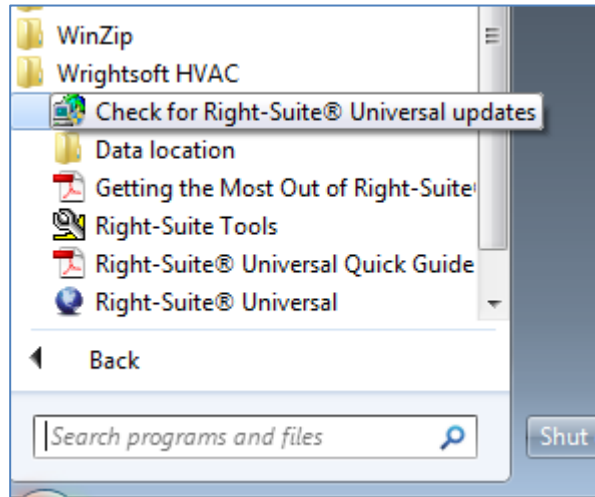 WinZip
Wrightsoft HVAC
Check for Right-Suite® Universal updates
Data location
Getting the Most Out of Right-Suite
Right-Suite Tools
Right-Suite® Universal Quick Guide
Right-Suite® Universal
Back
Search programs and files
Shut